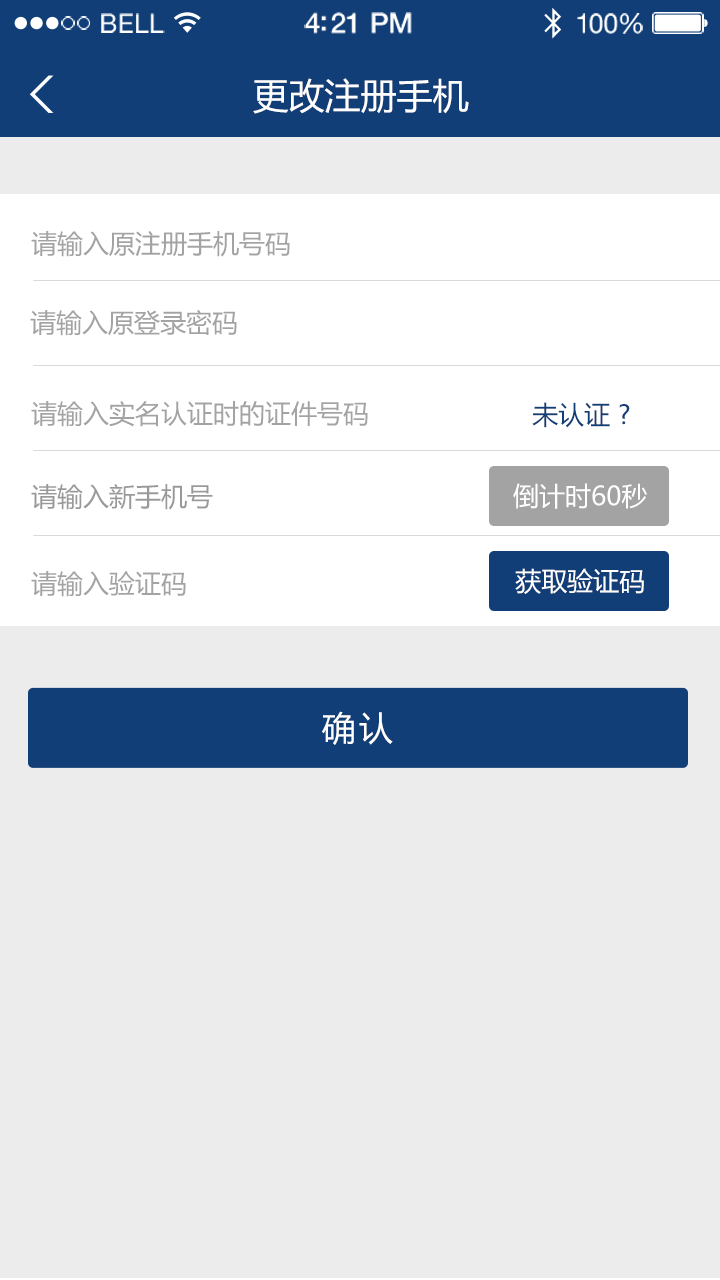 BELL 4:21 PM 100%
更改注册手机
请输入原注册手机号码
请输入原登录密码
请输入实名认证时的证件号码 未认证？
请输入新手机号 倒计时60秒
请输入验证码 获取验证码
确认